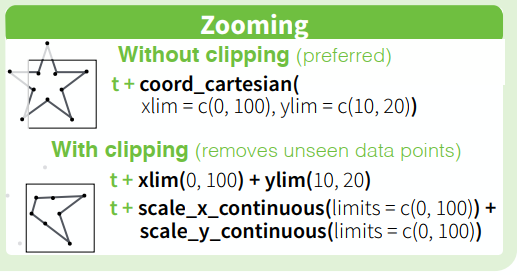 Zooming
Without clipping (preferred)
t + coord_cartesian(
xlim = c(0, 100), ylim = c(10, 20))
With clipping (removes unseen data points)
t + xlim(0, 100) + ylim(10, 20)
t + scale_x_continuous(limits = c(0, 100)) +
scale_y_continuous(limits = c(0, 100))